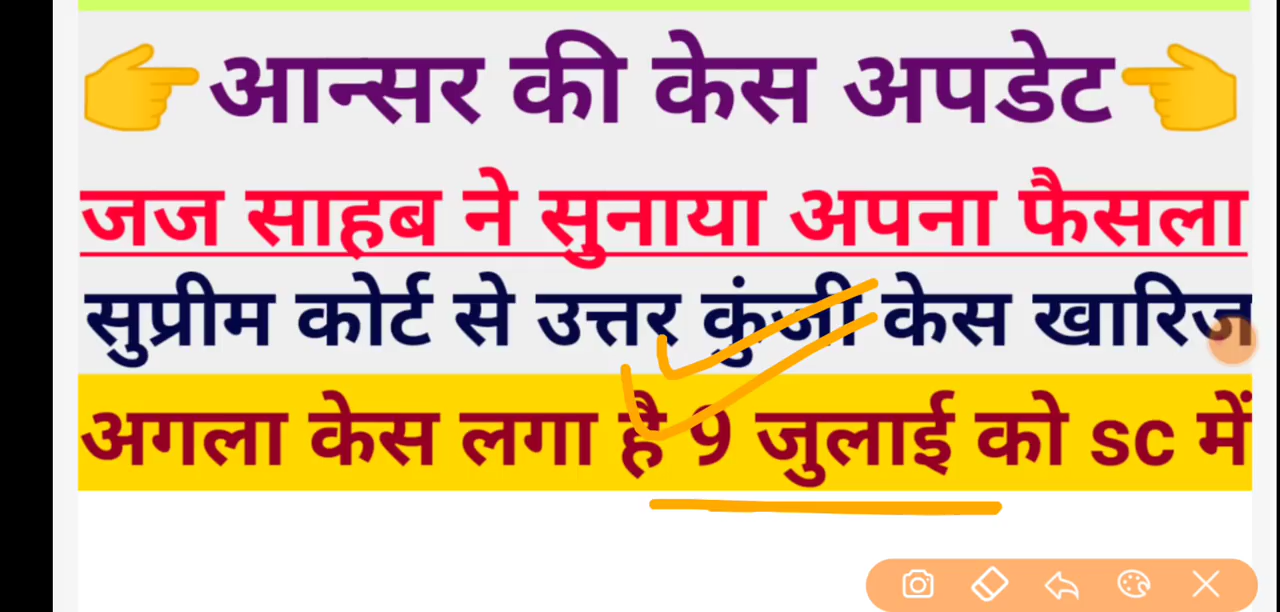 👉आन्सर की केस अपडेट👈
जज साहब ने सुनाया अपना फैसला
सुप्रीम कोर्ट से उत्तर कुंजी केस खारिज
अगला केस लगा है 9 जुलाई को sc में